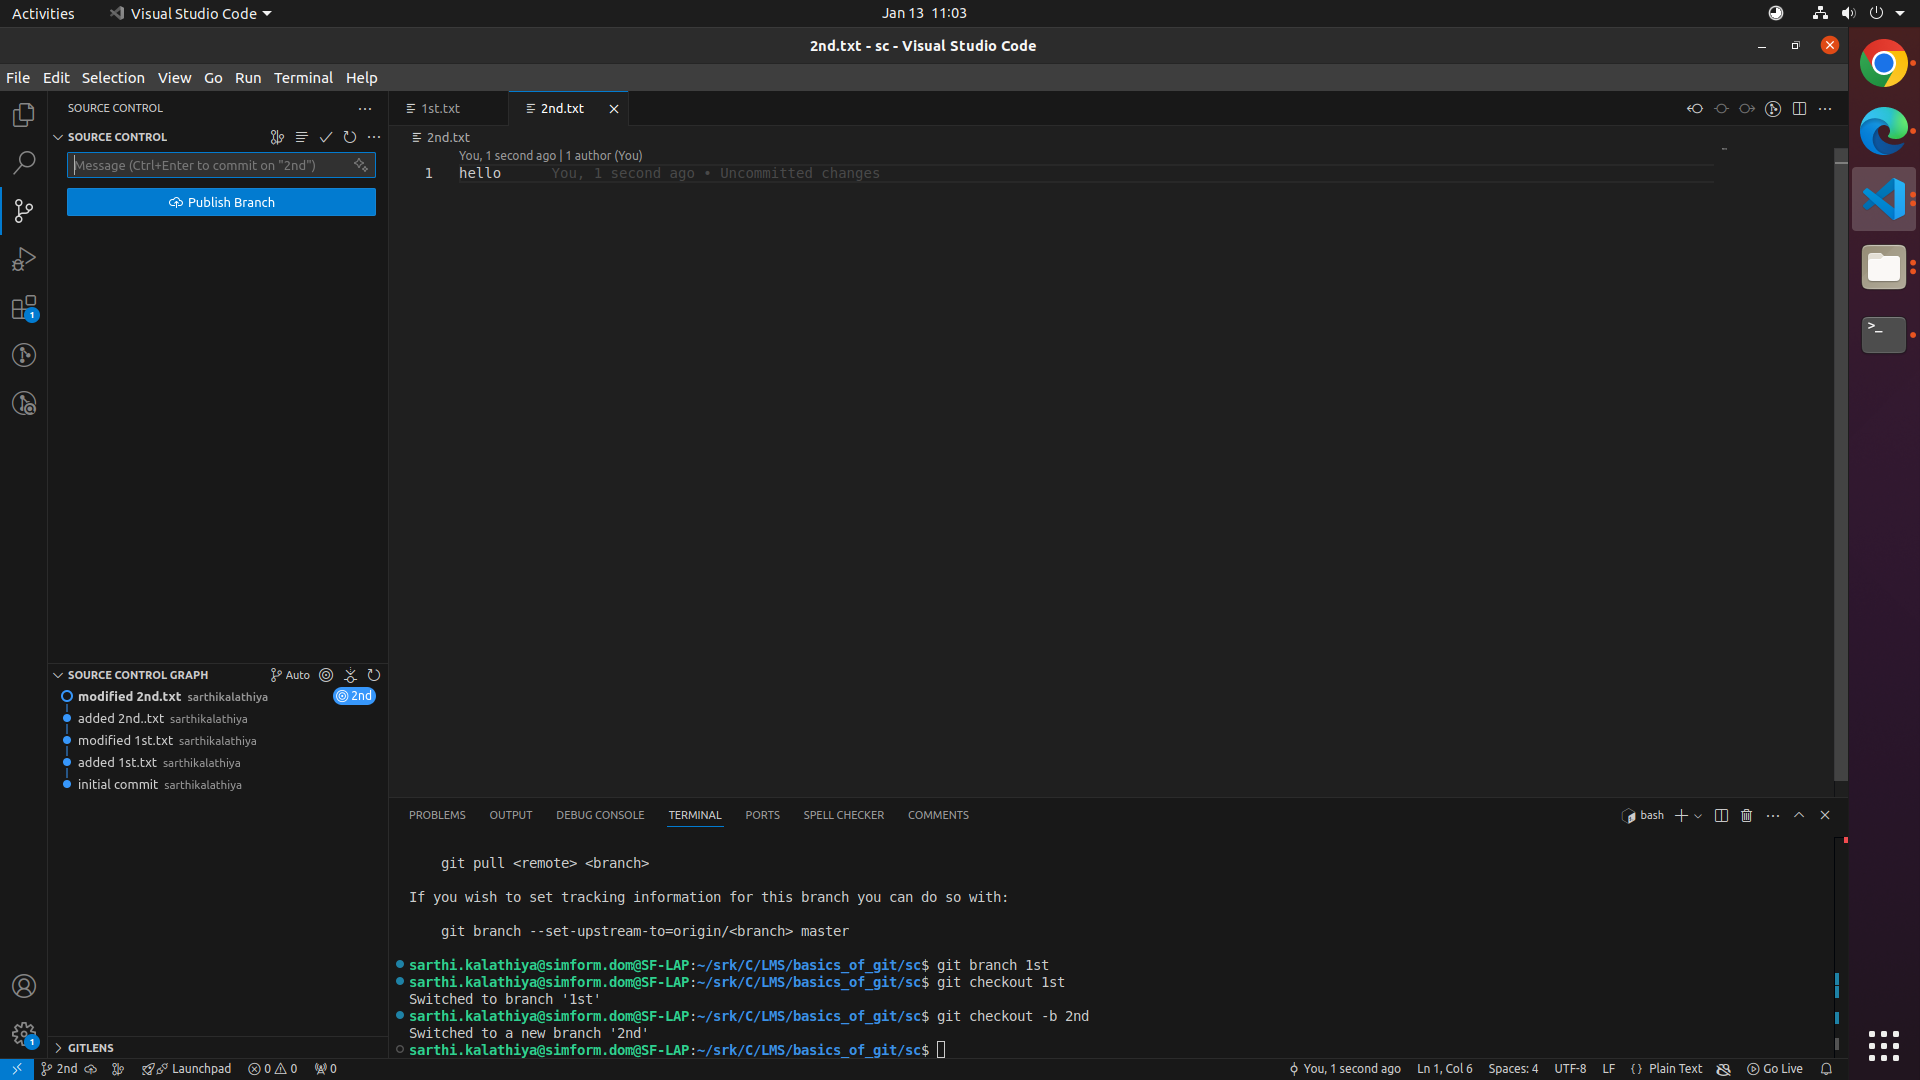 Activities
Visual Studio Code
Jan 13 11:03
2nd.txt - sc - Visual Studio Code
File Edit Selection View Go Run Terminal Help
SOURCE CONTROL
SOURCE CONTROL
Message (Ctrl+Enter to commit on "2nd")
Publish Branch
1st.txt
2nd.txt
2nd.txt
You, 1 second ago | 1 author (You)
1 hello You, 1 second ago • Uncommitted changes
1
SOURCE CONTROL GRAPH
Auto
modified 2nd.txt sarthikalathiya 2nd
added 2nd..txt sarthikalathiya
modified 1st.txt sarthikalathiya
added 1st.txt sarthikalathiya
initial commit sarthikalathiya
GITLENS
1
PROBLEMS OUTPUT DEBUG CONSOLE TERMINAL PORTS SPELL CHECKER COMMENTS
bash
git pull <remote> <branch>
If you wish to set tracking information for this branch you can do so with:
git branch --set-upstream-to=origin/<branch> master
sarthi.kalathiya@simform.dom@SF-LAP:~/srk/C/LMS/basics_of_git/sc$ git branch 1st
sarthi.kalathiya@simform.dom@SF-LAP:~/srk/C/LMS/basics_of_git/sc$ git checkout 1st
Switched to branch '1st'
sarthi.kalathiya@simform.dom@SF-LAP:~/srk/C/LMS/basics_of_git/sc$ git checkout -b 2nd
Switched to a new branch '2nd'
sarthi.kalathiya@simform.dom@SF-LAP:~/srk/C/LMS/basics_of_git/sc$
2nd Launchpad 0 0 0
You, 1 second ago Ln 1, Col 6 Spaces: 4 UTF-8 LF {} Plain Text Go Live